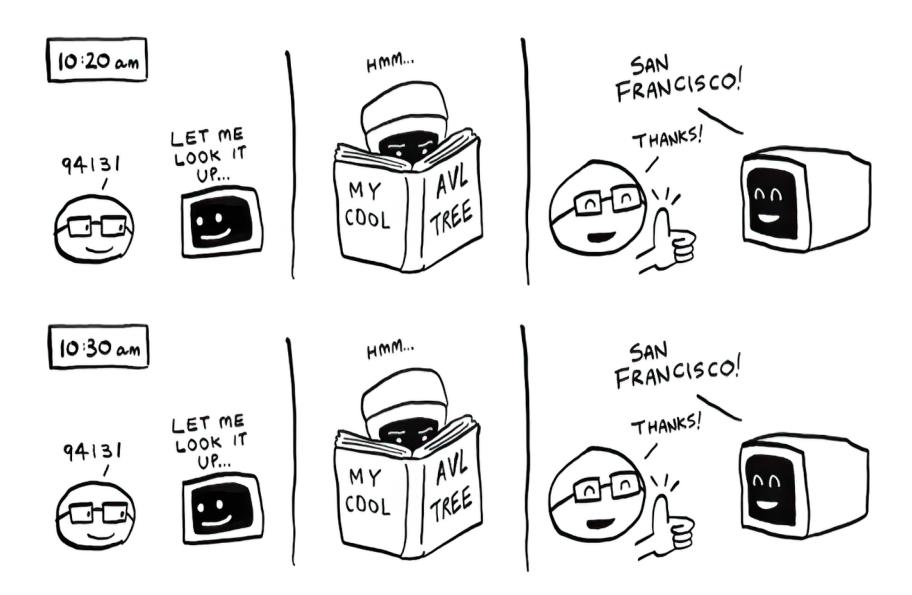 10:20 am
94131
LET ME
LOOK IT
UP...
HMM...
MY
COOL
AVL
TREE
SAN
FRANCISCO!
THANKS!
10:30 am
94131
LET ME
LOOK IT
UP...
HMM...
MY
COOL
AVL
TREE
SAN
FRANCISCO!
THANKS!